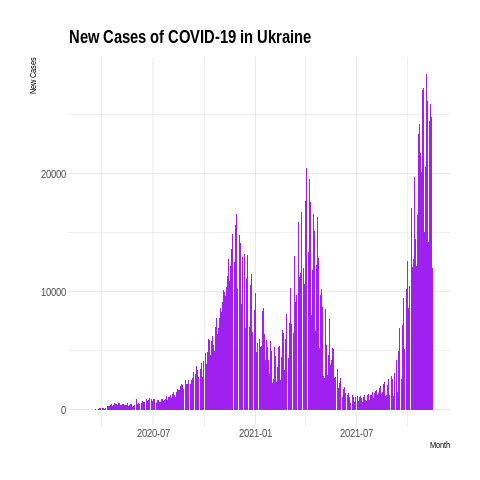 New Cases of COVID-19 in Ukraine
New Cases
20000
10000
0
2020-07
2021-01
2021-07
Month